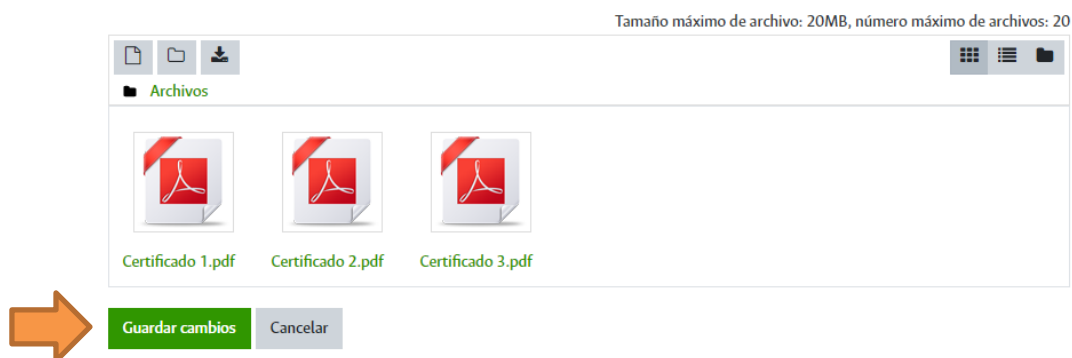 Tamaño máximo de archivo: 20MB, número máximo de archivos: 20
Archivos
Certificado 1.pdf Certificado 2.pdf Certificado 3.pdf
Guardar cambios Cancelar